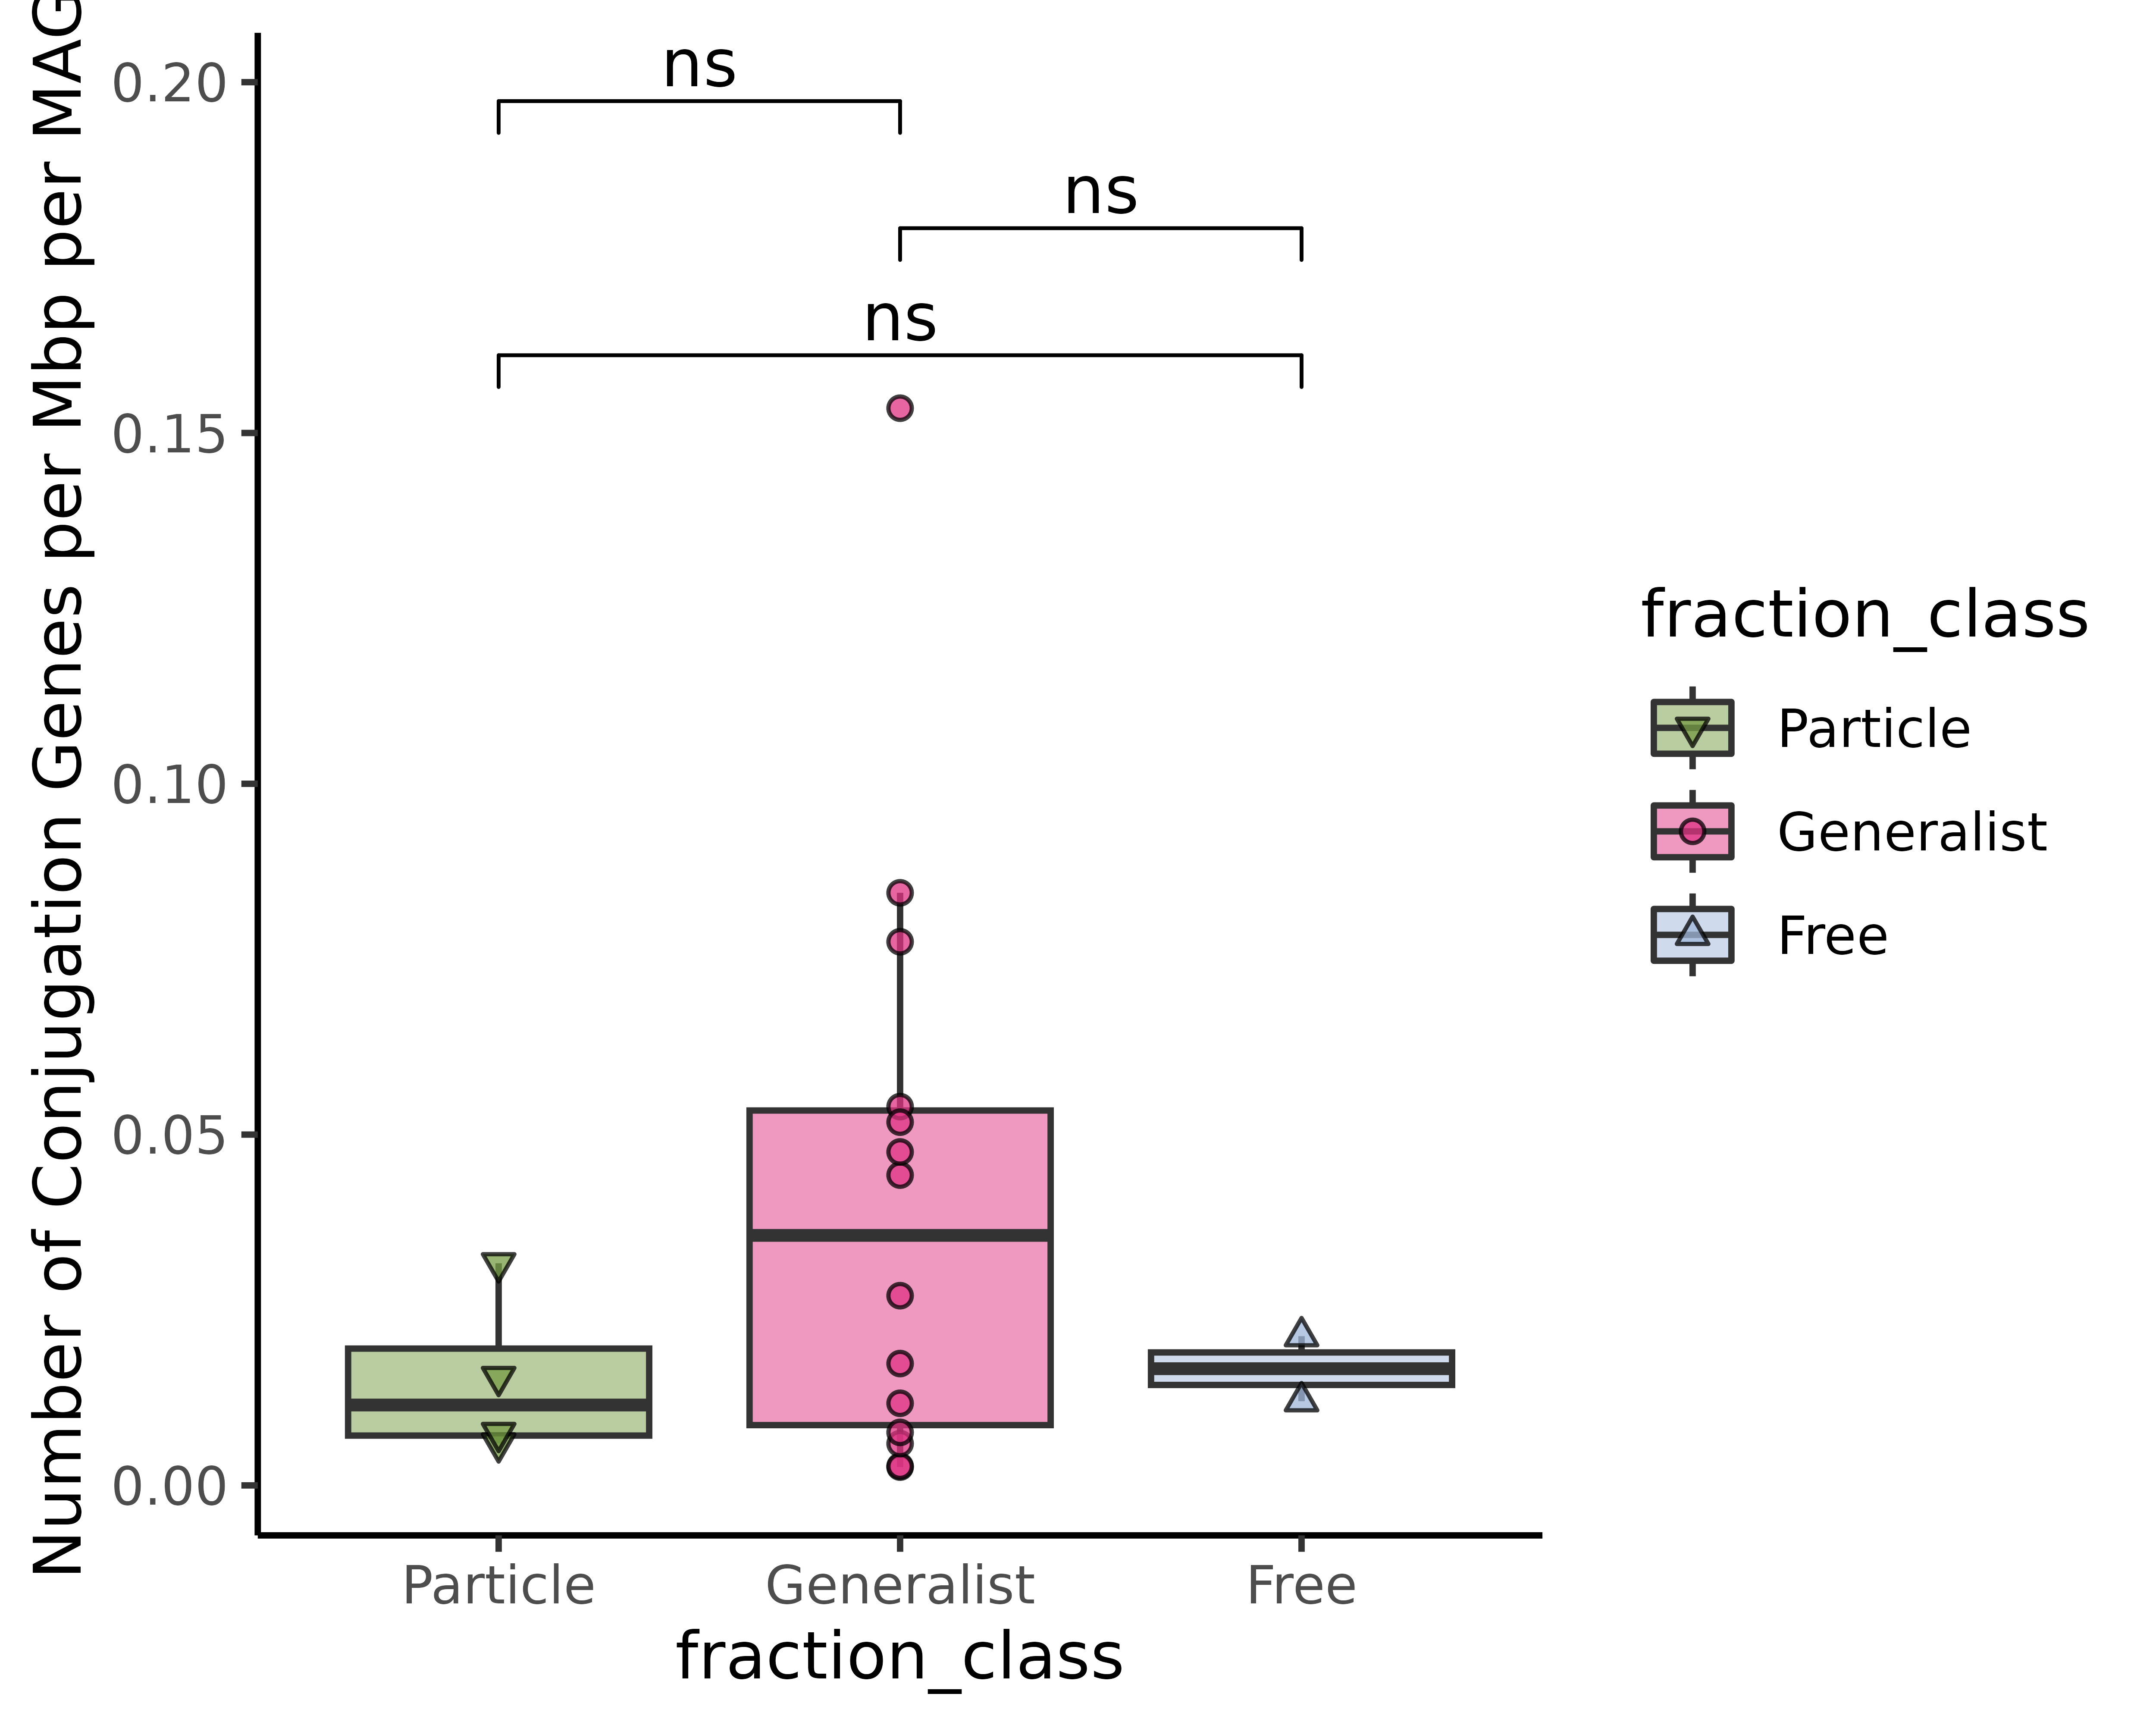 Number of Conjugation Genes per Mbp per MAG
0.20
0.15
0.10
0.05
0.00
ns
ns
ns
Particle
Generalist
Free
fraction_class
fraction_class
Particle
Generalist
Free